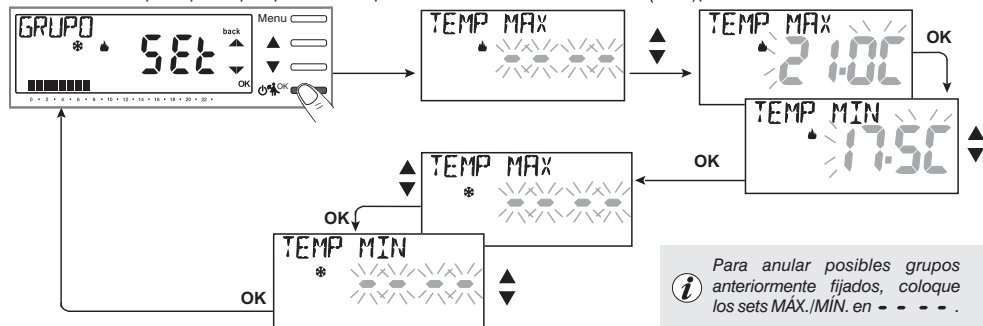 GRUPO
SEt
back
OK
0 • 2 • 4 • 6 • 8 • 10 • 12 • 14 • 16 • 18 • 20 • 22 •
Menu
OK
TEMP MAX
- - - -
TEMP MAX
21.0C
OK
TEMP MIN
17.5C
OK
TEMP MAX
- - - -
OK
TEMP MIN
- - - -
OK
Para anular posibles grupos
anteriormente fijados, coloque
los sets MÁX./MÍN. en - - - - .